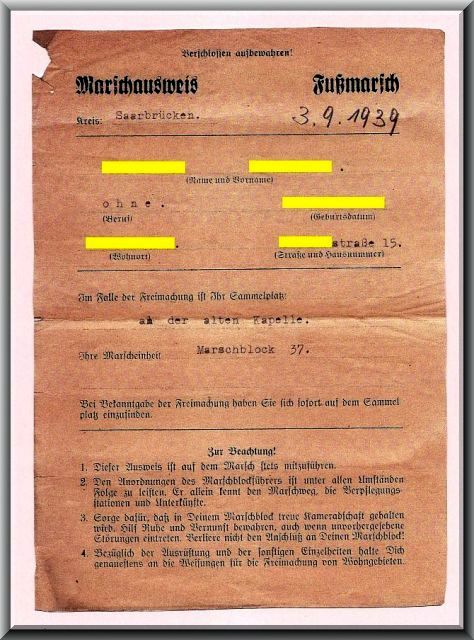 Verschlossen aufbewahren!
Marschausweis Fußmarsch
Kreis: Saarbrücken. 3.9.1939
(Name und Vorname)
ohne.
(Beruf) (Geburtsdatum)
straße 15.
(Wohnort) (Straße und Hausnummer)
Im Falle der Freimachung ist Ihr Sammelplatz:
an der alten Kapelle.
Ihre Marscheinheit Marschblock 37.
Bei Bekanntgabe der Freimachung haben Sie sich sofort auf dem Sammel
platz einzufinden.
Zur Beachtung!
1. Dieser Ausweis ist auf dem Marsch stets mitzuführen.
2. Den Anordnungen des Marschblockführers ist unter allen Umständen
Folge zu leisten. Er allein kennt den Marschweg, die Verpflegungs-
stationen und Unterkünfte.
3. Sorge dafür, daß in Deinem Marschblock treue Kameradschaft gehalten
wird. Hilf Ruhe und Vernunft bewahren, auch wenn unvorhergesehene
Störungen eintreten. Verliere nicht den Anschluß an Deinen Marschblock!
4. Bezüglich der Ausrüstung und der sonstigen Einzelheiten halte Dich
genauestens an die Weisungen für die Freimachung von Wohngebieten.